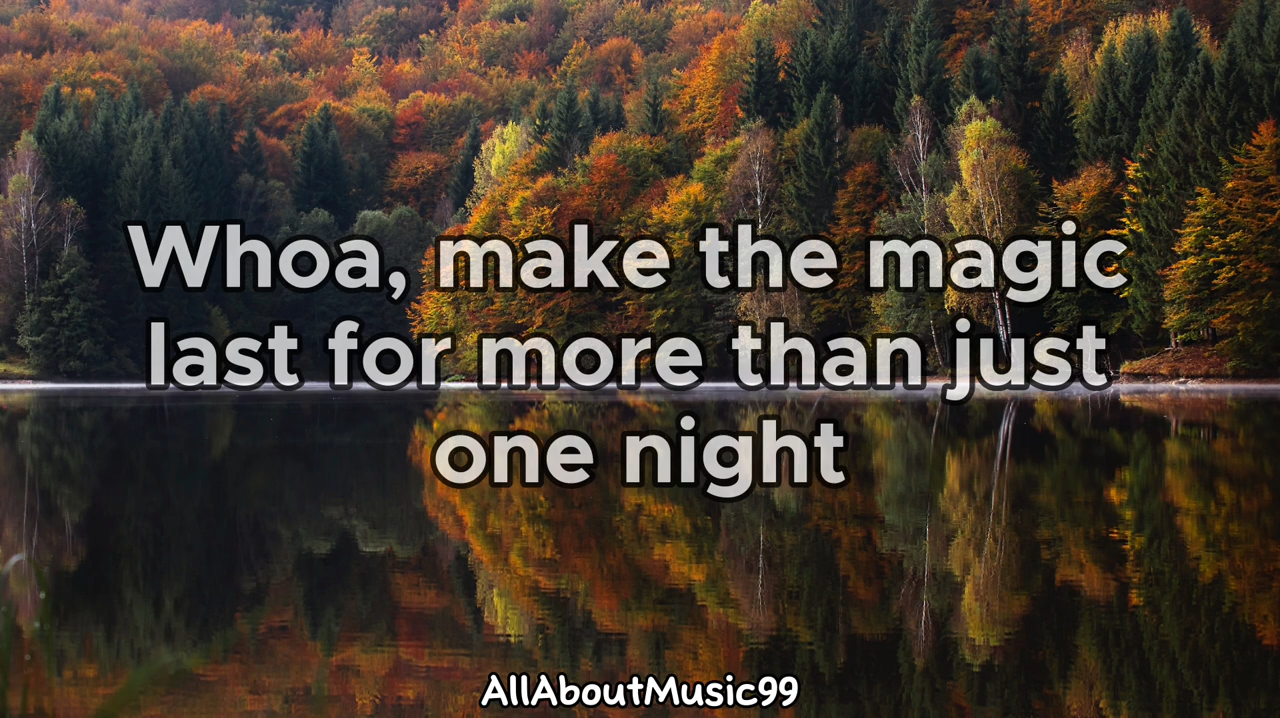 Whoa, make the magic
last for more than just
one night
AllAboutMusic99